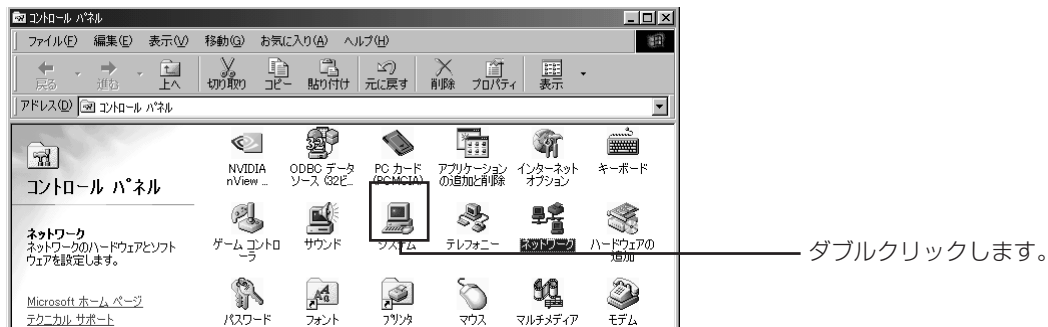 コントロール パネル
ファイル(F) 編集(E) 表示(V) 移動(G) お気に入り(A) ヘルプ(H)
戻る 進む 上へ 切り取り コピー 貼り付け 元に戻す 削除 プロパティ 表示
アドレス(D) コントロール パネル
コントロール パネル
ネットワーク
ネットワークのハードウェアとソフト
ウェアを設定します。
Microsoft ホーム ページ
テクニカル サポート
NVIDIA
nView ...
ODBC データ
ソース (32ビ...
PC カード
(PCMCIA)
アプリケーション
の追加と削除
インターネット
オプション
キーボード
ゲーム コントロ
ーラ
サウンド
システム
テレフォニー
ネットワーク
ハードウェアの
追加
パスワード
フォント
プリンタ
マウス
マルチメディア
モデム
ダブルクリックします。